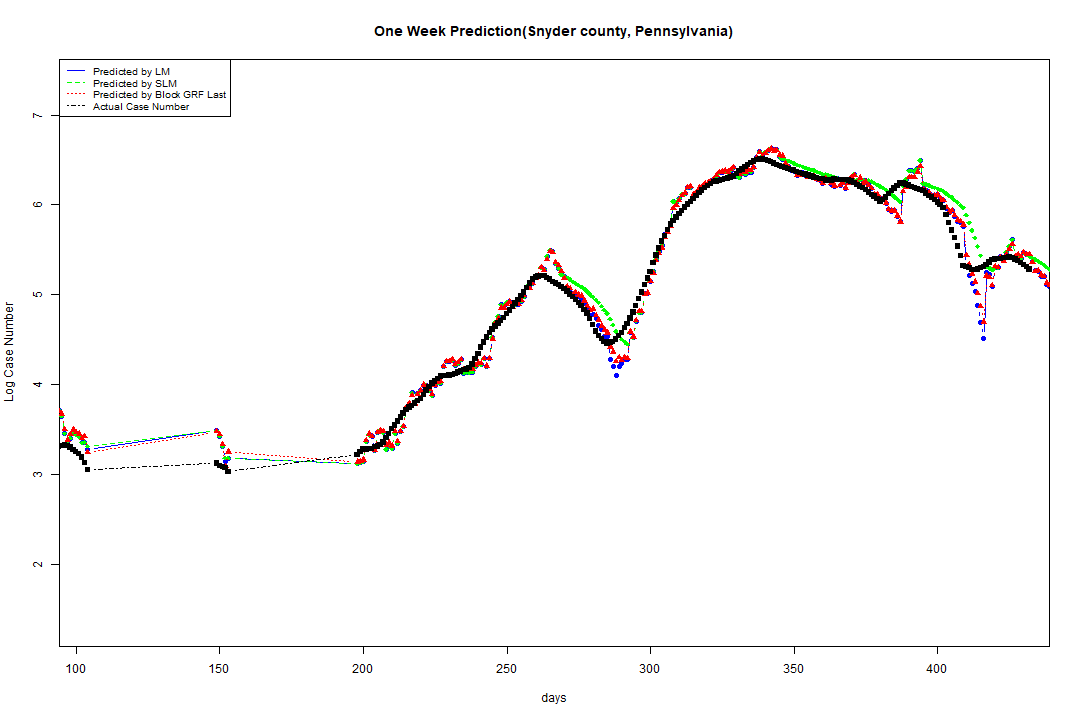 One Week Prediction(Snyder county, Pennsylvania)
Predicted by LM
Predicted by SLM
Predicted by Block GRF Last
Actual Case Number
7
6
5
4
3
2
Log Case Number
100 150 200 250 300 350 400
days